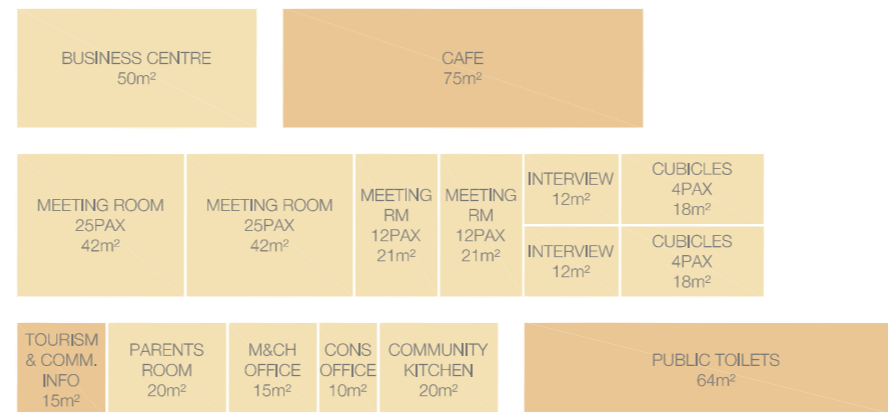 BUSINESS CENTRE
50m²
CAFE
75m²
MEETING ROOM
25PAX
42m²
MEETING ROOM
25PAX
42m²
MEETING
RM
12PAX
21m²
MEETING
RM
12PAX
21m²
INTERVIEW
12m²
CUBICLES
4PAX
18m²
INTERVIEW
12m²
CUBICLES
4PAX
18m²
TOURISM
& COMM.
INFO
15m²
PARENTS
ROOM
20m²
M&CH
OFFICE
15m²
CONS
OFFICE
10m²
COMMUNITY
KITCHEN
20m²
PUBLIC TOILETS
64m²